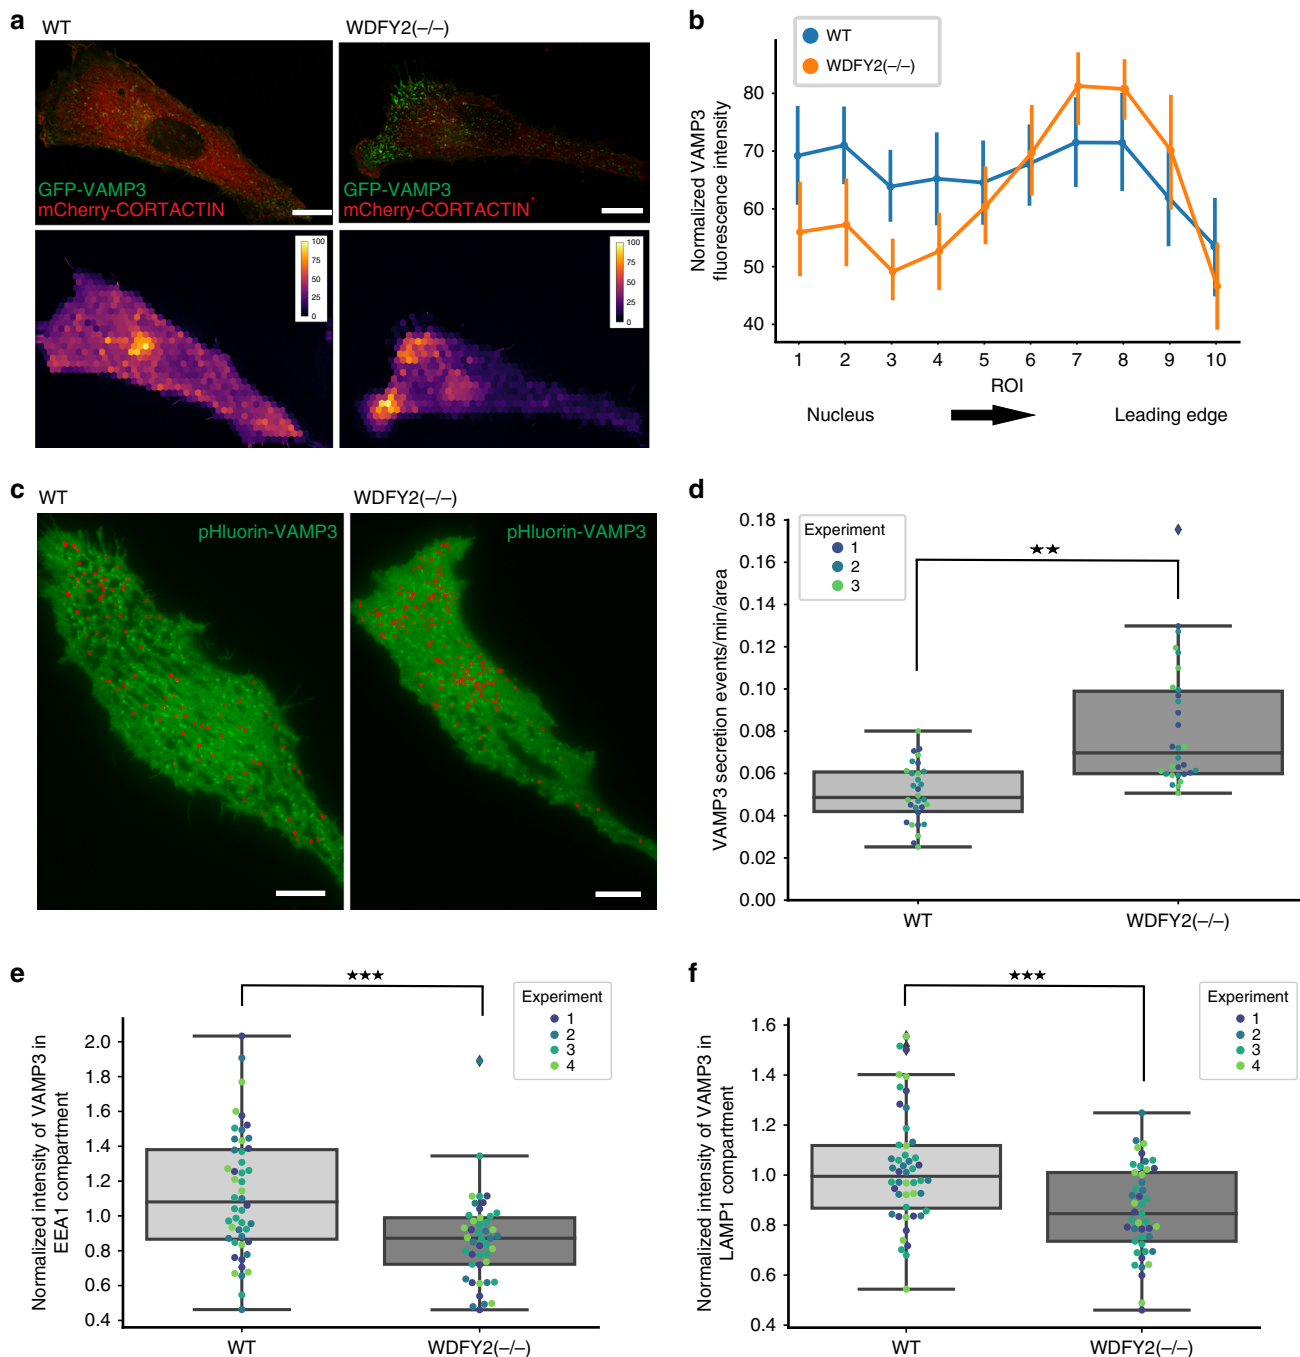 a
WT
WDFY2(–/–)
GFP-VAMP3
mCherry-CORTACTIN
GFP-VAMP3
mCherry-CORTACTIN
100
75
50
25
0
100
75
50
25
0
b
WT
WDFY2(–/–)
Normalized VAMP3
fluorescence intensity
80
70
60
50
40
1 2 3 4 5 6 7 8 9 10
ROI
Nucleus
Leading edge
c
WT
WDFY2(–/–)
pHluorin-VAMP3
pHluorin-VAMP3
d
Experiment
1
2
3
★★
VAMP3 secretion events/min/area
0.18
0.16
0.14
0.12
0.10
0.08
0.06
0.04
0.02
0.00
WT
WDFY2(–/–)
e
★★★
Experiment
1
2
3
4
Normalized intensity of VAMP3 in
EEA1 compartment
2.0
1.8
1.6
1.4
1.2
1.0
0.8
0.6
0.4
WT
WDFY2(–/–)
f
★★★
Experiment
1
2
3
4
Normalized intensity of VAMP3 in
LAMP1 compartment
1.6
1.4
1.2
1.0
0.8
0.6
0.4
WT
WDFY2(–/–)